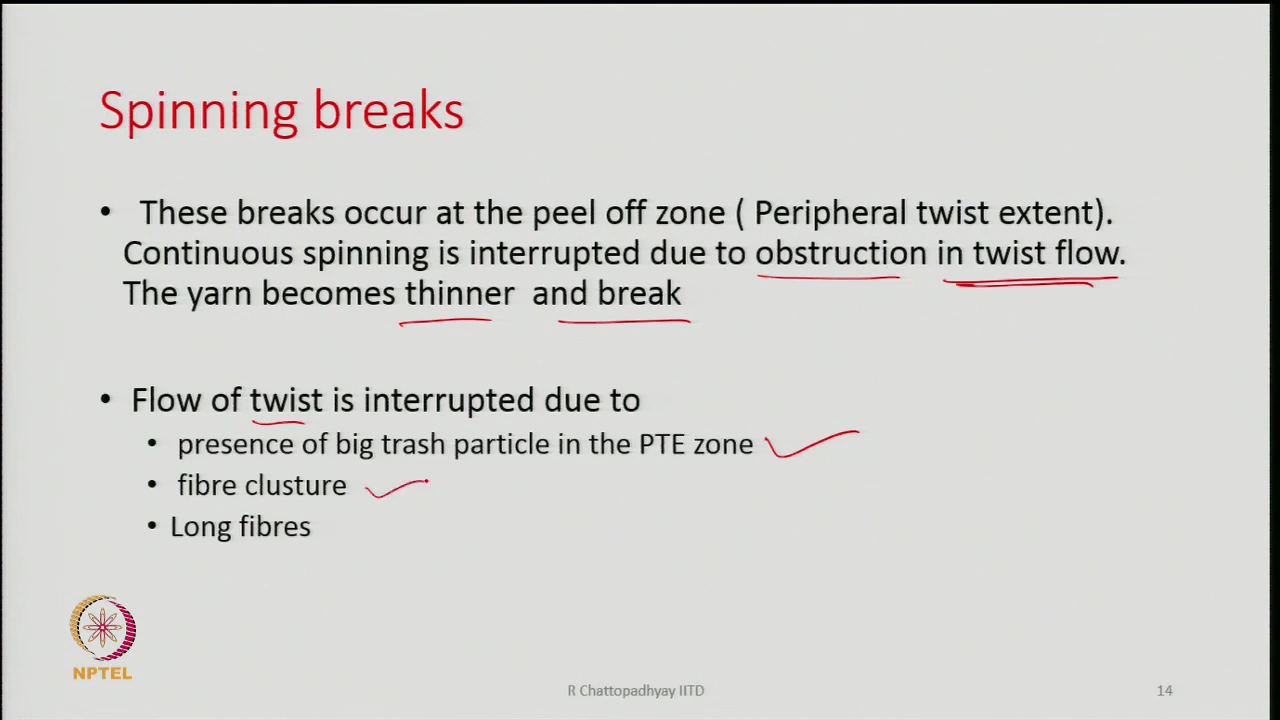 Spinning breaks
• These breaks occur at the peel off zone ( Peripheral twist extent).
Continuous spinning is interrupted due to obstruction in twist flow.
The yarn becomes thinner and break
• Flow of twist is interrupted due to
• presence of big trash particle in the PTE zone
• fibre clusture
• Long fibres
NPTEL
R Chattopadhyay IITD
14